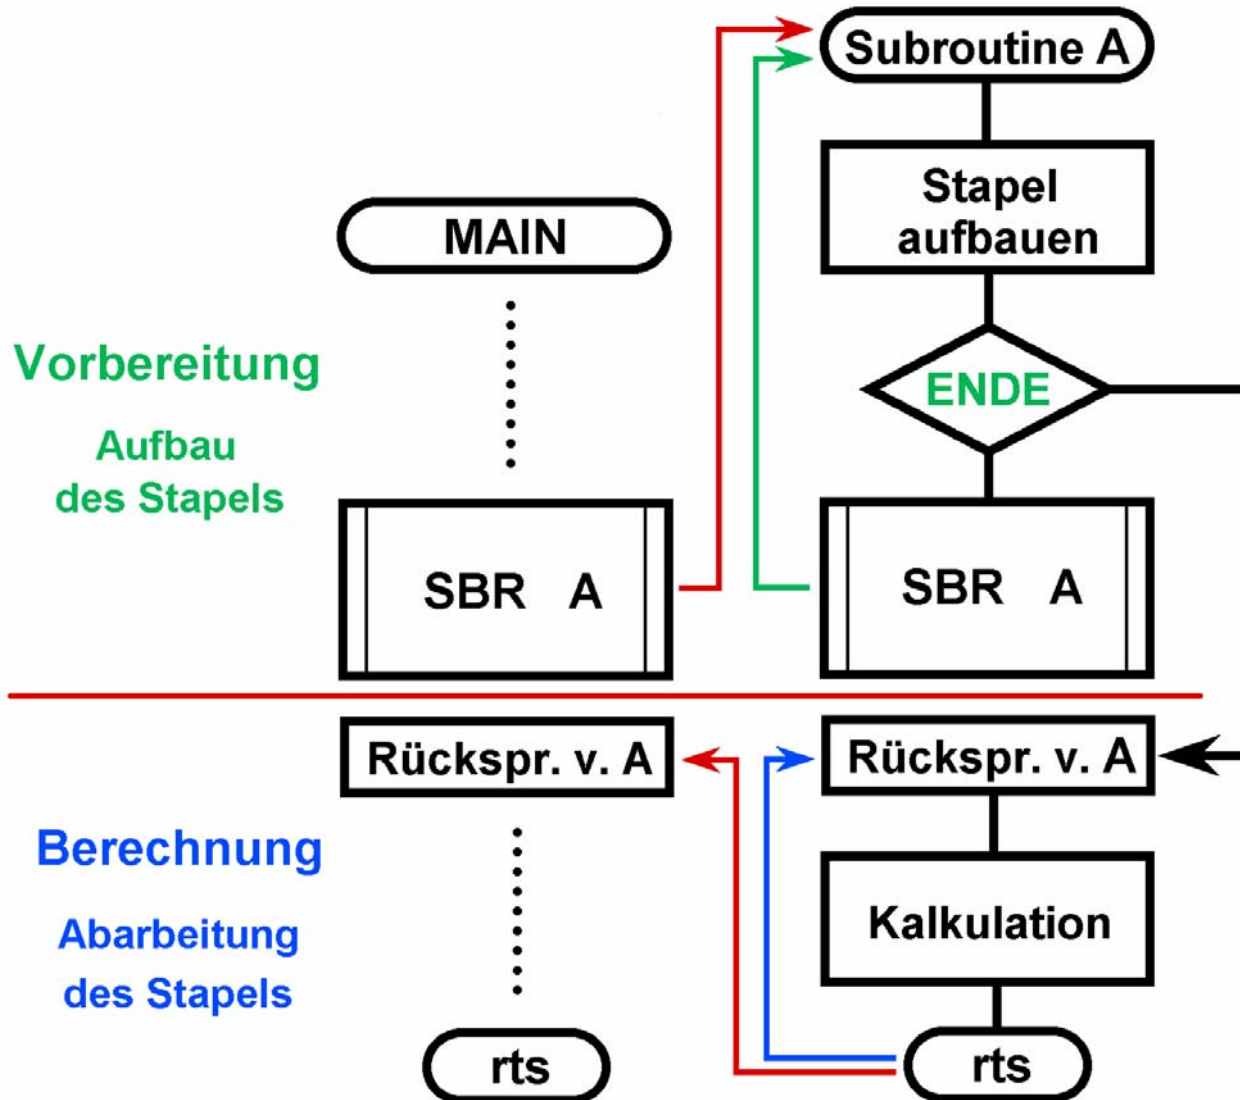 Subroutine A
Stapel
aufbauen
MAIN
Vorbereitung
ENDE
Aufbau
des Stapels
SBR A
SBR A
Rückspr. v. A
Rückspr. v. A
Berechnung
Kalkulation
Abarbeitung
des Stapels
rts
rts